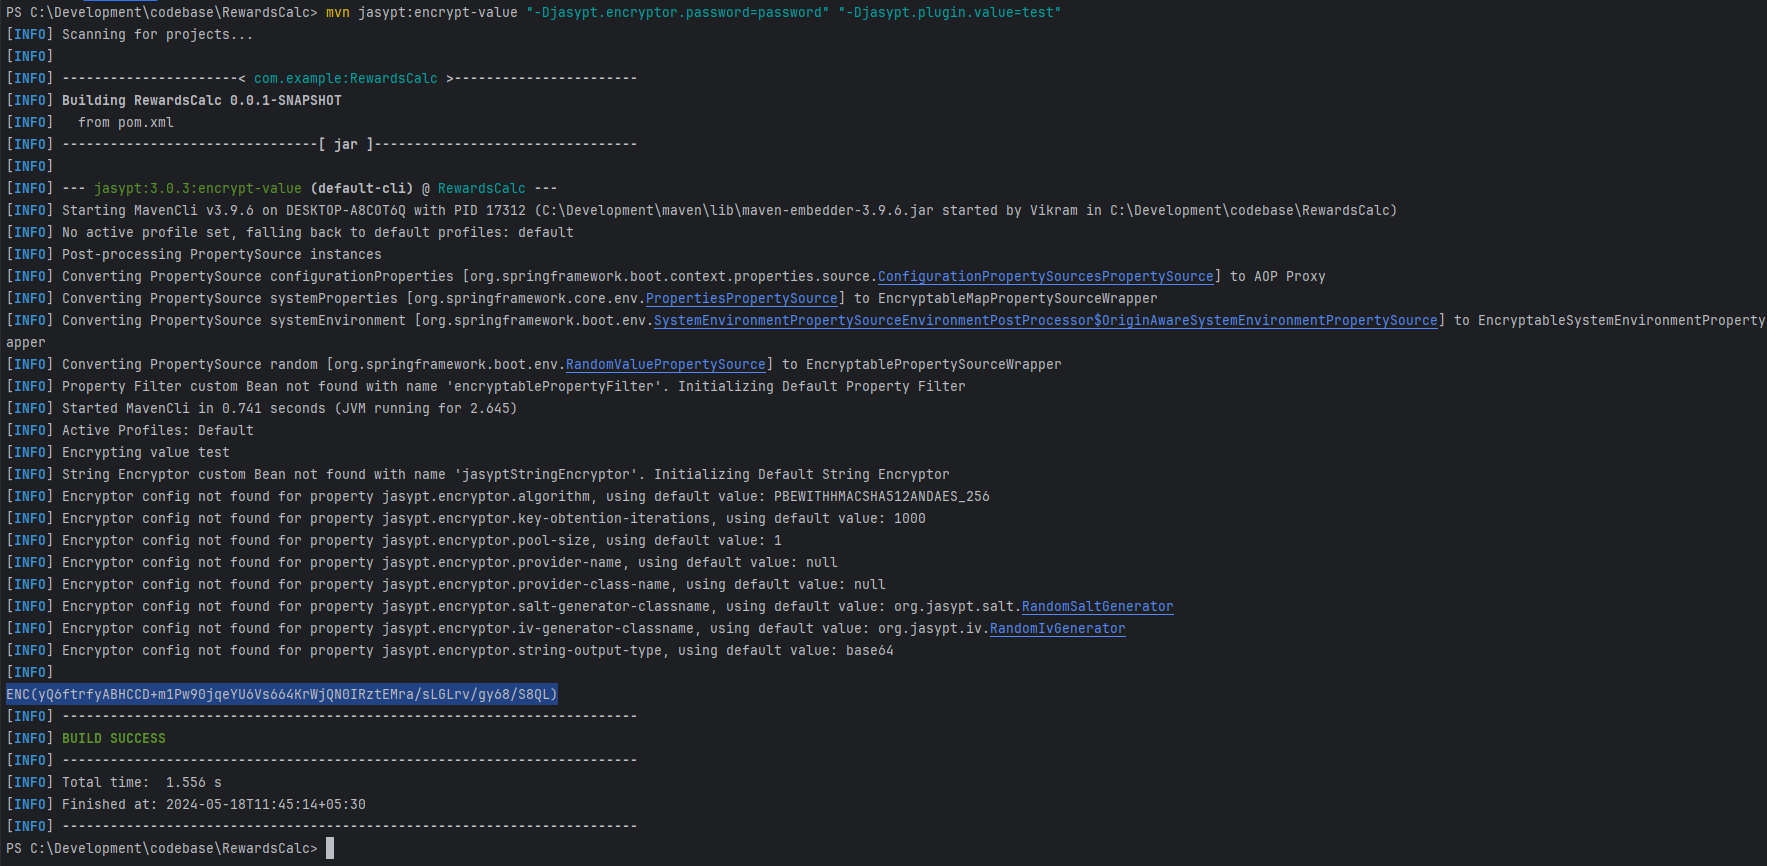 PS C:\Development\codebase\RewardsCalc> mvn jasypt:encrypt-value "-Djasypt.encryptor.password=password" "-Djasypt.plugin.value=test"
[INFO] Scanning for projects...
[INFO]
[INFO] ----------------------< com.example:RewardsCalc >-----------------------
[INFO] Building RewardsCalc 0.0.1-SNAPSHOT
[INFO]   from pom.xml
[INFO] --------------------------------[ jar ]---------------------------------
[INFO]
[INFO] --- jasypt:3.0.3:encrypt-value (default-cli) @ RewardsCalc ---
[INFO] Starting MavenCli v3.9.6 on DESKTOP-A8COT6Q with PID 17312 (C:\Development\maven\lib\maven-embedder-3.9.6.jar started by Vikram in C:\Development\codebase\RewardsCalc)
[INFO] No active profile set, falling back to default profiles: default
[INFO] Post-processing PropertySource instances
[INFO] Converting PropertySource configurationProperties [org.springframework.boot.context.properties.source.ConfigurationPropertySourcesPropertySource] to AOP Proxy
[INFO] Converting PropertySource systemProperties [org.springframework.core.env.PropertiesPropertySource] to EncryptableMapPropertySourceWrapper
[INFO] Converting PropertySource systemEnvironment [org.springframework.boot.env.SystemEnvironmentPropertySourceEnvironmentPostProcessor$OriginAwareSystemEnvironmentPropertySource] to EncryptableSystemEnvironmentProperty
apper
[INFO] Converting PropertySource random [org.springframework.boot.env.RandomValuePropertySource] to EncryptablePropertySourceWrapper
[INFO] Property Filter custom Bean not found with name 'encryptablePropertyFilter'. Initializing Default Property Filter
[INFO] Started MavenCli in 0.741 seconds (JVM running for 2.645)
[INFO] Active Profiles: Default
[INFO] Encrypting value test
[INFO] String Encryptor custom Bean not found with name 'jasyptStringEncryptor'. Initializing Default String Encryptor
[INFO] Encryptor config not found for property jasypt.encryptor.algorithm, using default value: PBEWITHHMACSHA512ANDAES_256
[INFO] Encryptor config not found for property jasypt.encryptor.key-obtention-iterations, using default value: 1000
[INFO] Encryptor config not found for property jasypt.encryptor.pool-size, using default value: 1
[INFO] Encryptor config not found for property jasypt.encryptor.provider-name, using default value: null
[INFO] Encryptor config not found for property jasypt.encryptor.provider-class-name, using default value: null
[INFO] Encryptor config not found for property jasypt.encryptor.salt-generator-classname, using default value: org.jasypt.salt.RandomSaltGenerator
[INFO] Encryptor config not found for property jasypt.encryptor.iv-generator-classname, using default value: org.jasypt.iv.RandomIvGenerator
[INFO] Encryptor config not found for property jasypt.encryptor.string-output-type, using default value: base64
[INFO]
ENC(yQ6ftrfyABHCCD+m1Pw90jqeYU6Vs664KrWjQN0IRztEMra/sLGLrv/gy68/S8QL)
[INFO] ------------------------------------------------------------------------
[INFO] BUILD SUCCESS
[INFO] ------------------------------------------------------------------------
[INFO] Total time:  1.556 s
[INFO] Finished at: 2024-05-18T11:45:14+05:30
[INFO] ------------------------------------------------------------------------
PS C:\Development\codebase\RewardsCalc>